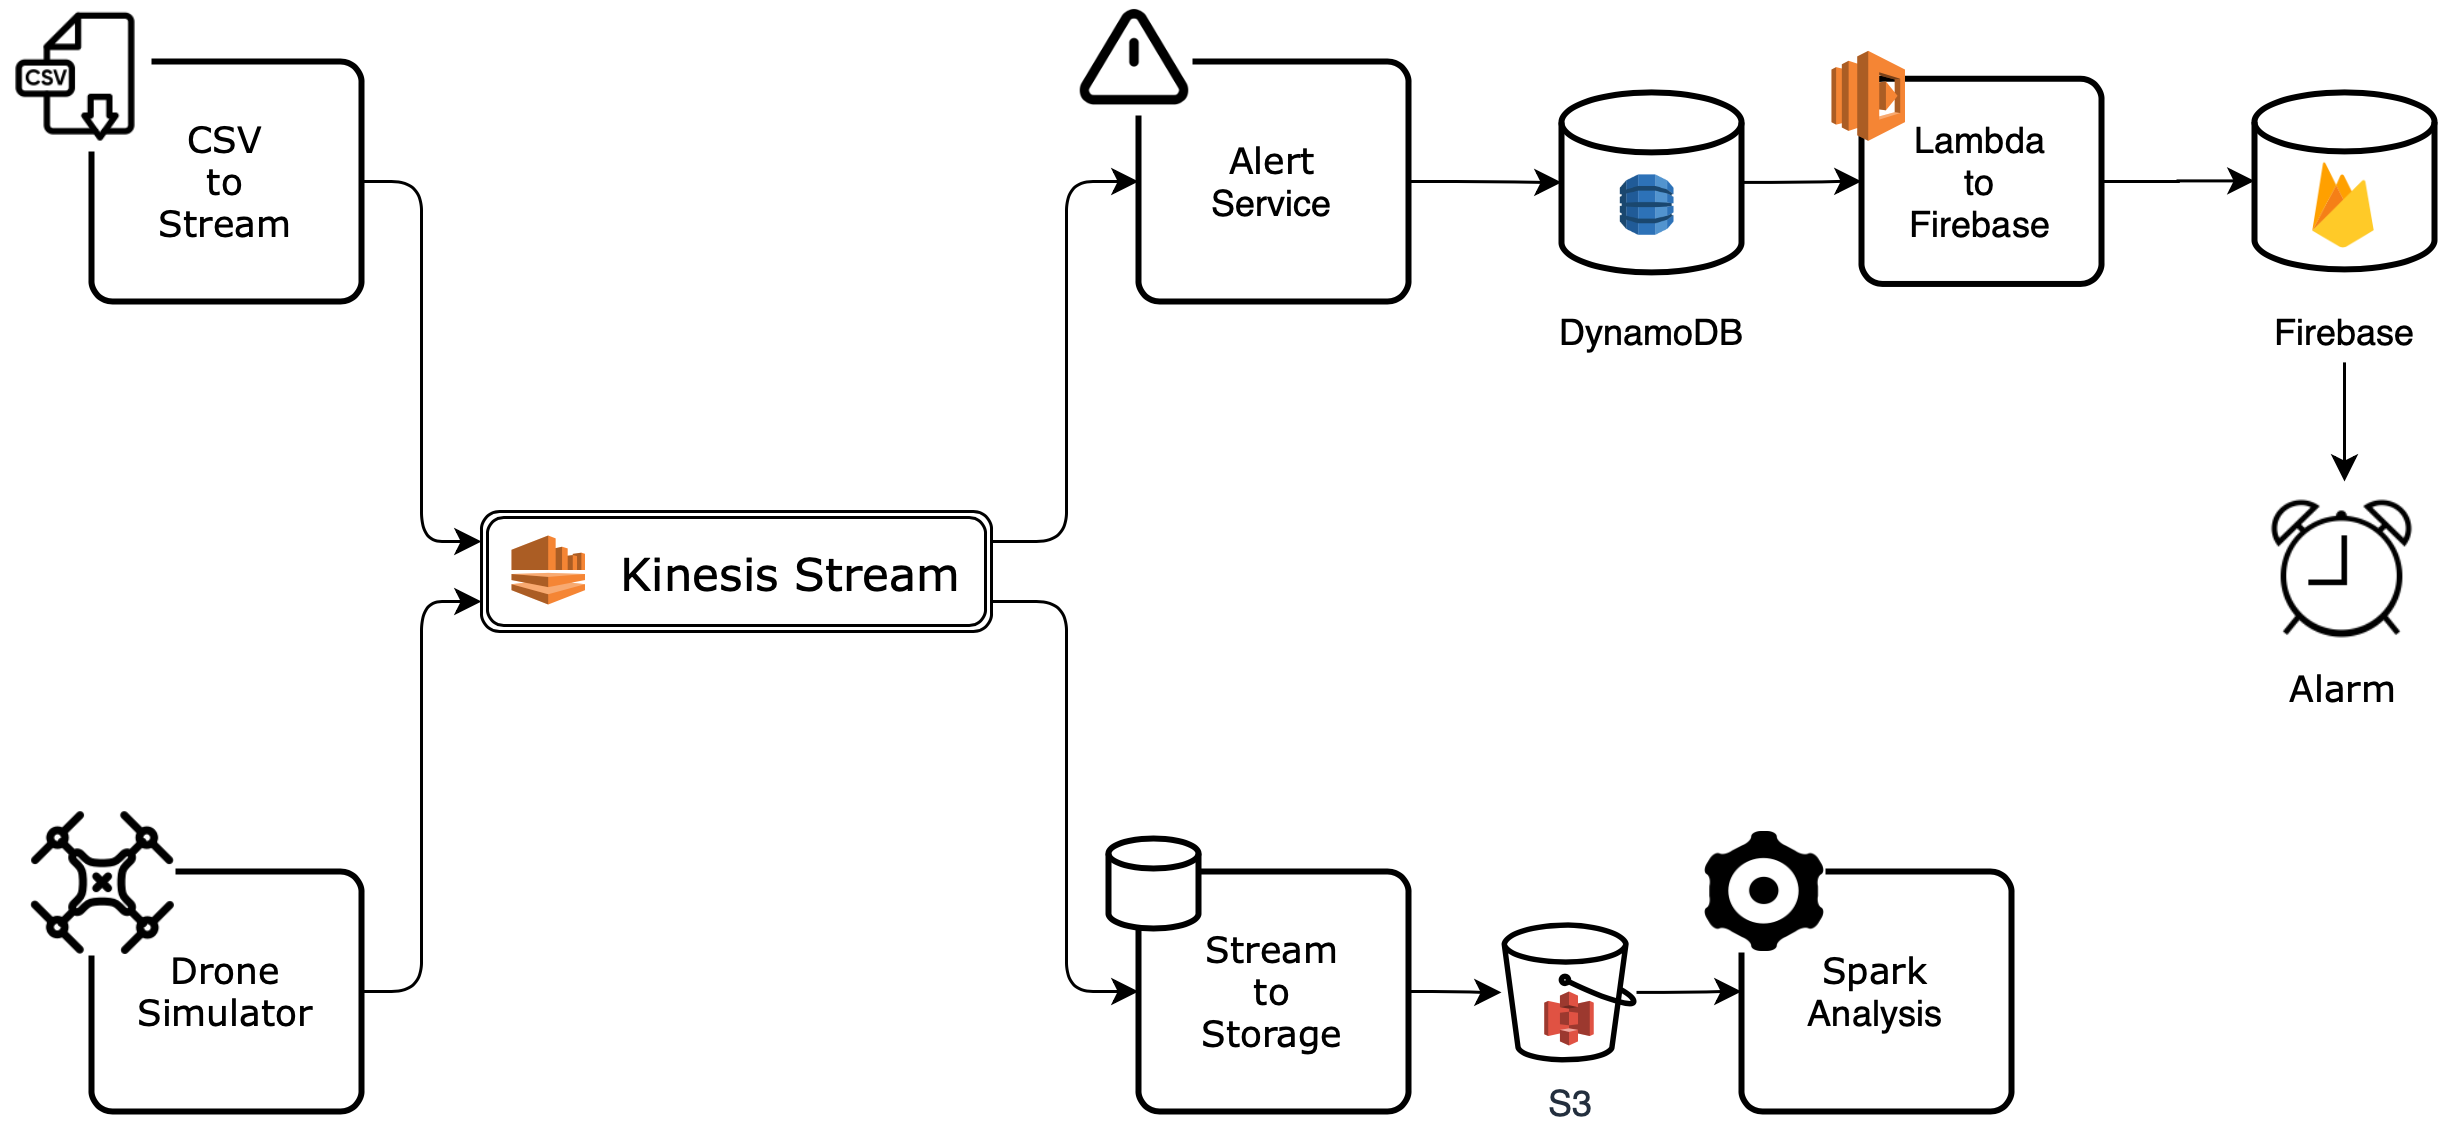 CSV
CSV
to
Stream
Alert
Service
Lambda
to
Firebase
DynamoDB
Firebase
Kinesis Stream
Alarm
Drone
Simulator
Stream
to
Storage
Spark
Analysis
S3